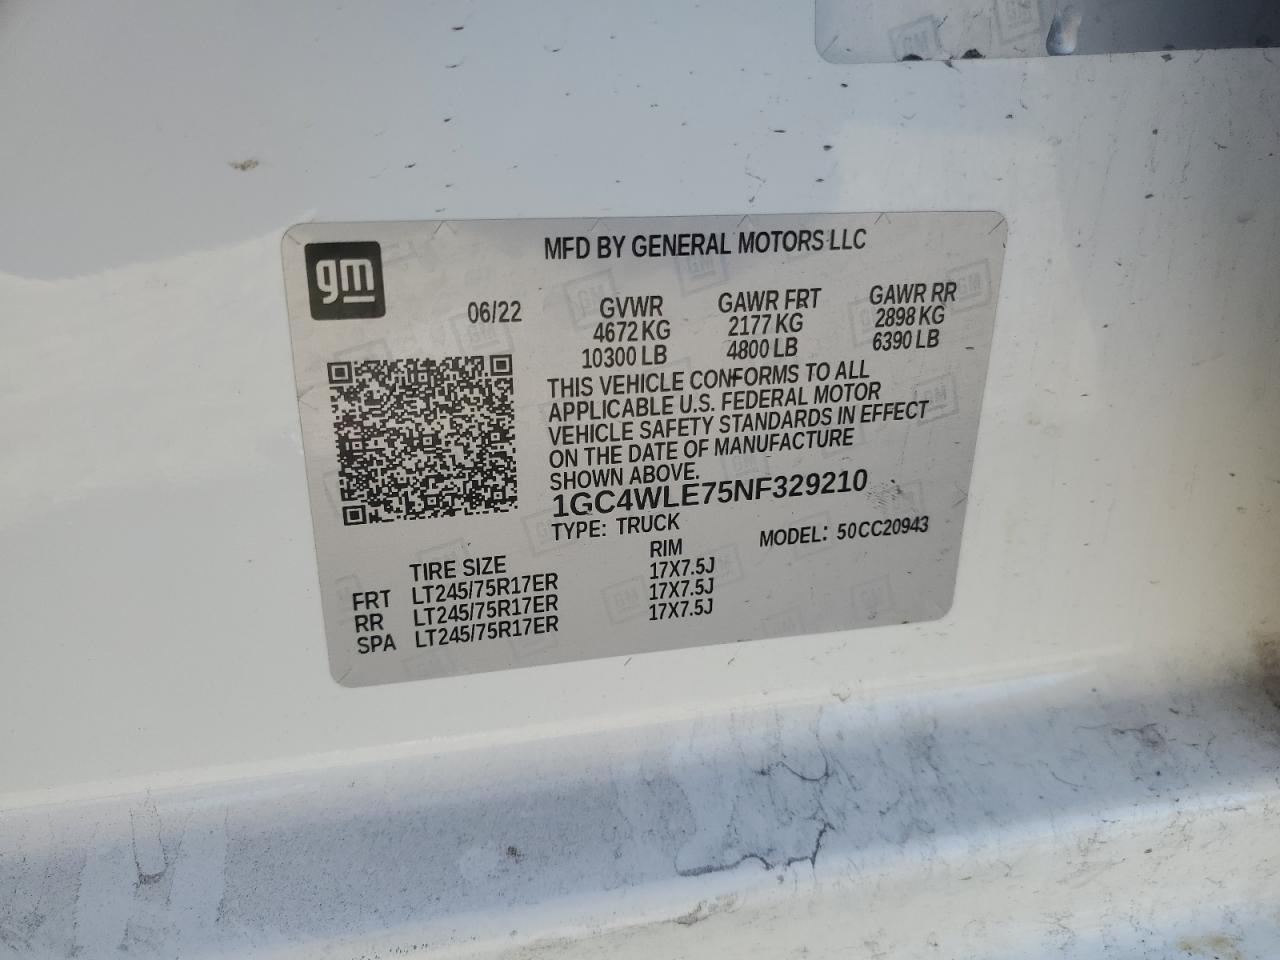 MFD BY GENERAL MOTORS LLC
gm
06/22 GVWR GAWR FRT GAWR RR
4672 KG 2177 KG 2898 KG
10300 LB 4800 LB 6390 LB
THIS VEHICLE CONFORMS TO ALL
APPLICABLE U.S. FEDERAL MOTOR
VEHICLE SAFETY STANDARDS IN EFFECT
ON THE DATE OF MANUFACTURE
SHOWN ABOVE.
1GC4WLE75NF329210
TYPE: TRUCK MODEL: 50CC20943
TIRE SIZE RIM
FRT LT245/75R17ER 17X7.5J
RR LT245/75R17ER 17X7.5J
SPA LT245/75R17ER 17X7.5J